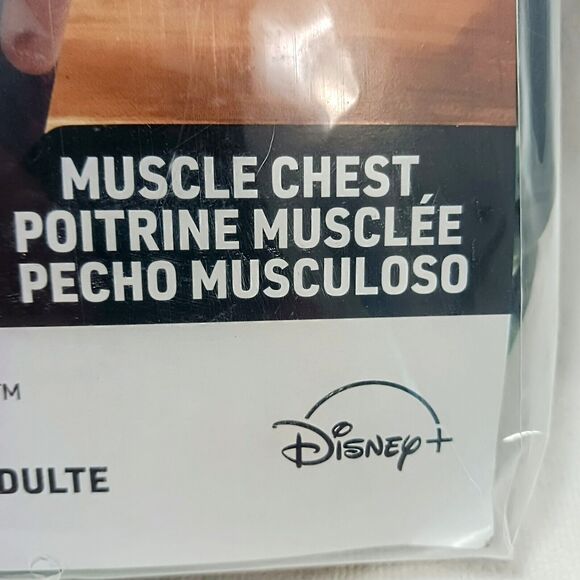 MUSCLE CHEST
POITRINE MUSCLÉE
PECHO MUSCULOSO
TM
DULTE
Disney+